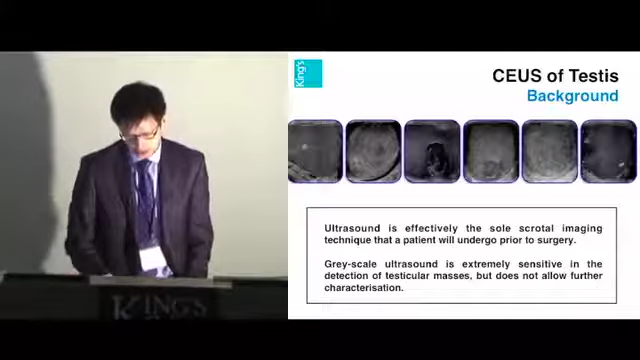 King's
CEUS of Testis
Background
Ultrasound is effectively the sole scrotal imaging
technique that a patient will undergo prior to surgery.
Grey-scale ultrasound is extremely sensitive in the
detection of testicular masses, but does not allow further
characterisation.
KING'S